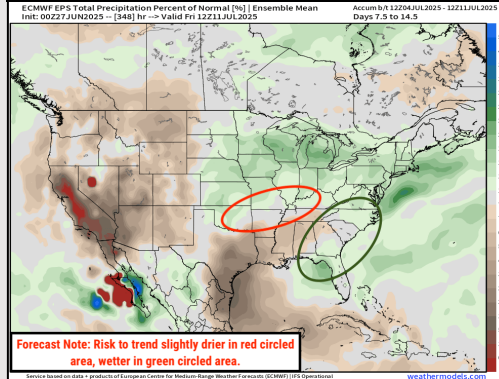 ECMWF EPS Total Precipitation Percent of Normal [%] | Ensemble Mean
Init: 00Z27JUN2025 -- [348] hr --> Valid Fri 12Z11JUL2025
Accum b/t 12Z04JUL2025 - 12Z11JUL2025
Days 7.5 to 14.5
Forecast Note: Risk to trend slightly drier in red circled
area, wetter in green circled area.
Service based on data + products of European Centre for Medium-Range Weather Forecasts (ECMWF) | IFS Operational
weathermodels.com